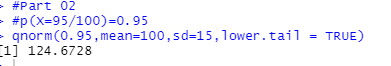 > #Part 02
> #p(X=95/100)=0.95
> qnorm(0.95,mean=100,sd=15,lower.tail = TRUE)
[1] 124.6728